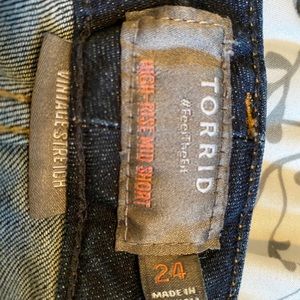 TORRID
#FeelTheFit
HIGH-RISE MID SHORT
VINTAGE STRETCH
24
MADE IN